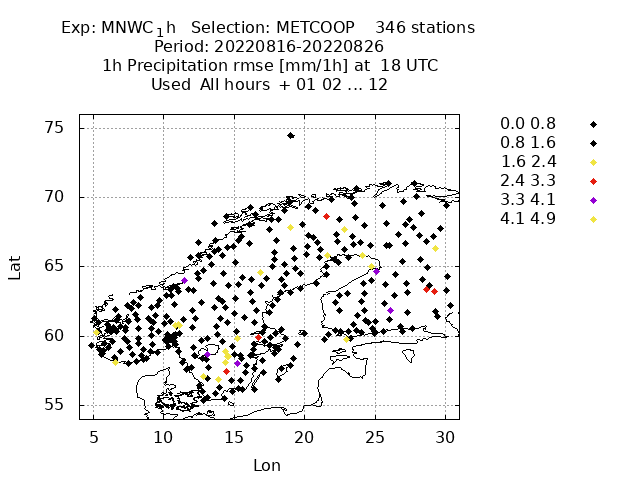 Exp: MNWC₁h Selection: METCOOP 346 stations
Period: 20220816-20220826
1h Precipitation rmse [mm/1h] at 18 UTC
Used All hours + 01 02 ... 12
0.0 0.8
0.8 1.6
1.6 2.4
2.4 3.3
3.3 4.1
4.1 4.9
75
70
65
60
55
Lat
5 10 15 20 25 30
Lon